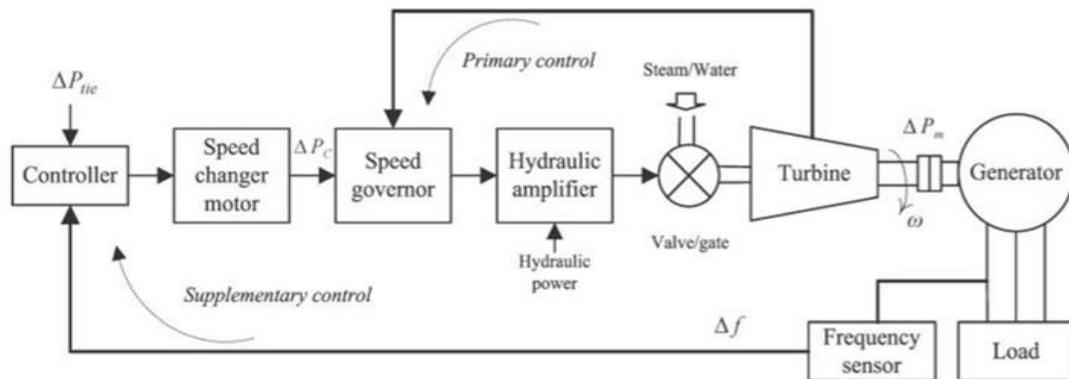 Primary control
Steam/Water
ΔP_tie
ΔP_m
Controller
Speed
changer
motor
ΔP_C
Speed
governor
Hydraulic
amplifier
Turbine
Generator
ω
Valve/gate
Hydraulic
power
Supplementary control
Δf
Frequency
sensor
Load